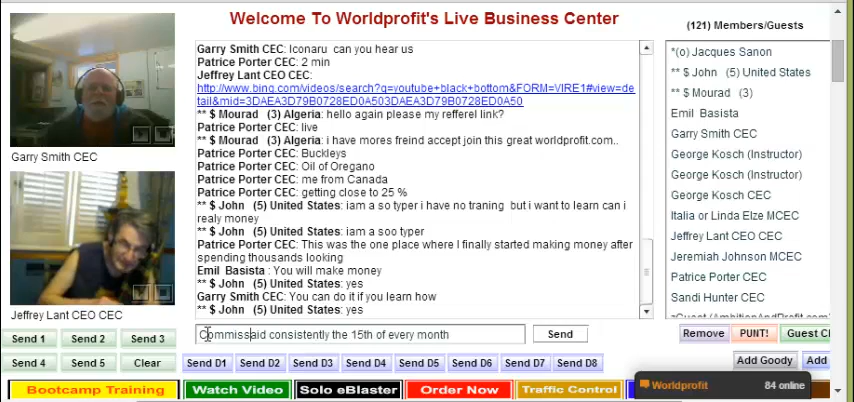 Welcome To Worldprofit's Live Business Center
(121) Members/Guests
Garry Smith CEC
Jeffrey Lant CEO CEC
Garry Smith CEC: Iconaru can you hear us
Patrice Porter CEC: 2 min
Jeffrey Lant CEO CEC:
http://www.bing.com/videos/search?q=youtube+black+bottom&FORM=VIRE1#view=de
tail&mid=3DAEA3D79B0728ED0A503DAEA3D79B0728ED0A50
** $ Mourad (3) Algeria: hello again please my refferel link?
Patrice Porter CEC: live
** $ Mourad (3) Algeria: i have mores freind accept join this great worldprofit.com..
Patrice Porter CEC: Buckleys
Patrice Porter CEC: Oil of Oregano
Patrice Porter CEC: me from Canada
Patrice Porter CEC: getting close to 25 %
** $ John (5) United States: iam a so typer i have no traning but i want to learn can i
realy money
** $ John (5) United States: iam a soo typer
Patrice Porter CEC: This was the one place where I finally started making money after
spending thousands looking
Emil Basista : You will make money
** $ John (5) United States: yes
Garry Smith CEC: You can do it if you learn how
** $ John (5) United States: yes
*(o) Jacques Sanon
** $ John (5) United States
** $ Mourad (3)
Emil Basista
Garry Smith CEC
George Kosch (Instructor)
George Kosch (Instructor)
George Kosch CEC
Italia or Linda Elze MCEC
Jeffrey Lant CEO CEC
Jeremiah Johnson MCEC
Patrice Porter CEC
Sandi Hunter CEC
zGuest (AmbitionAndProfit.com)
Commissaid consistently the 15th of every month
Send
Send 1 Send 2 Send 3
Send 4 Send 5 Clear
Send D1 Send D2 Send D3 Send D4 Send D5 Send D6 Send D7 Send D8
Remove PUNT! Guest Cl
Add Goody Add
Bootcamp Training Watch Video Solo eBlaster Order Now Traffic Control
Worldprofit 84 online